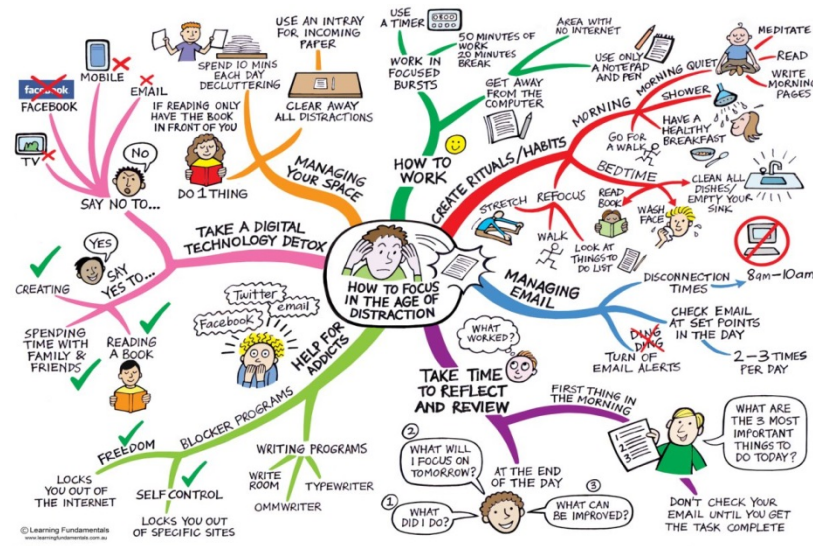 HOW TO FOCUS
IN THE AGE OF
DISTRACTION
HOW TO
WORK
WORK IN
FOCUSED
BURSTS
USE
A TIMER
50 MINUTES OF
WORK
20 MINUTES
BREAK
GET AWAY
FROM THE
COMPUTER
AREA WITH
NO INTERNET
USE ONLY
A NOTEPAD
AND PEN
CREATE RITUALS/HABITS
MORNING
MORNING QUIET
MEDITATE
READ
WRITE
MORNING
PAGES
SHOWER
HAVE A
HEALTHY
BREAKFAST
GO FOR
A WALK
BEDTIME
CLEAN ALL
DISHES/
EMPTY YOUR
SINK
READ
BOOK
WASH
FACE
REFOCUS
STRETCH
WALK
LOOK AT
THINGS TO
DO LIST
MANAGING
EMAIL
DISCONNECTION
TIMES
8am-10am
CHECK EMAIL
AT SET POINTS
IN THE DAY
2-3 TIMES
PER DAY
DING
DING
TURN OF
EMAIL ALERTS
TAKE TIME
TO REFLECT
AND REVIEW
WHAT
WORKED?
FIRST THING IN
THE MORNING
1
2
3
WHAT ARE
THE 3 MOST
IMPORTANT
THINGS TO
DO TODAY?
DON'T CHECK YOUR
EMAIL UNTIL YOU GET
THE TASK COMPLETE
AT THE END
OF THE DAY
1
WHAT
DID I DO?
2
WHAT WILL
I FOCUS ON
TOMORROW?
3
WHAT CAN
BE IMPROVED?
HELP FOR
ADDICTS
Twitter
email
Facebook
BLOCKER PROGRAMS
FREEDOM
LOCKS
YOU OUT OF
THE INTERNET
SELF CONTROL
LOCKS YOU OUT
OF SPECIFIC SITES
WRITING PROGRAMS
WRITE
ROOM
OMMWRITER
TYPEWRITER
TAKE A DIGITAL
TECHNOLOGY DETOX
SAY NO TO...
NO
TV
facebook
FACEBOOK
MOBILE
EMAIL
SAY
YES TO...
YES
CREATING
SPENDING
TIME WITH
FAMILY &
FRIENDS
READING
A BOOK
MANAGING
YOUR SPACE
DO 1 THING
IF READING ONLY
HAVE THE BOOK
IN FRONT OF YOU
SPEND 10 MINS
EACH DAY
DECLUTTERING
CLEAR AWAY
ALL DISTRACTIONS
USE AN INTRAY
FOR INCOMING
PAPER
© Learning Fundamentals
www.learningfundamentals.com.au